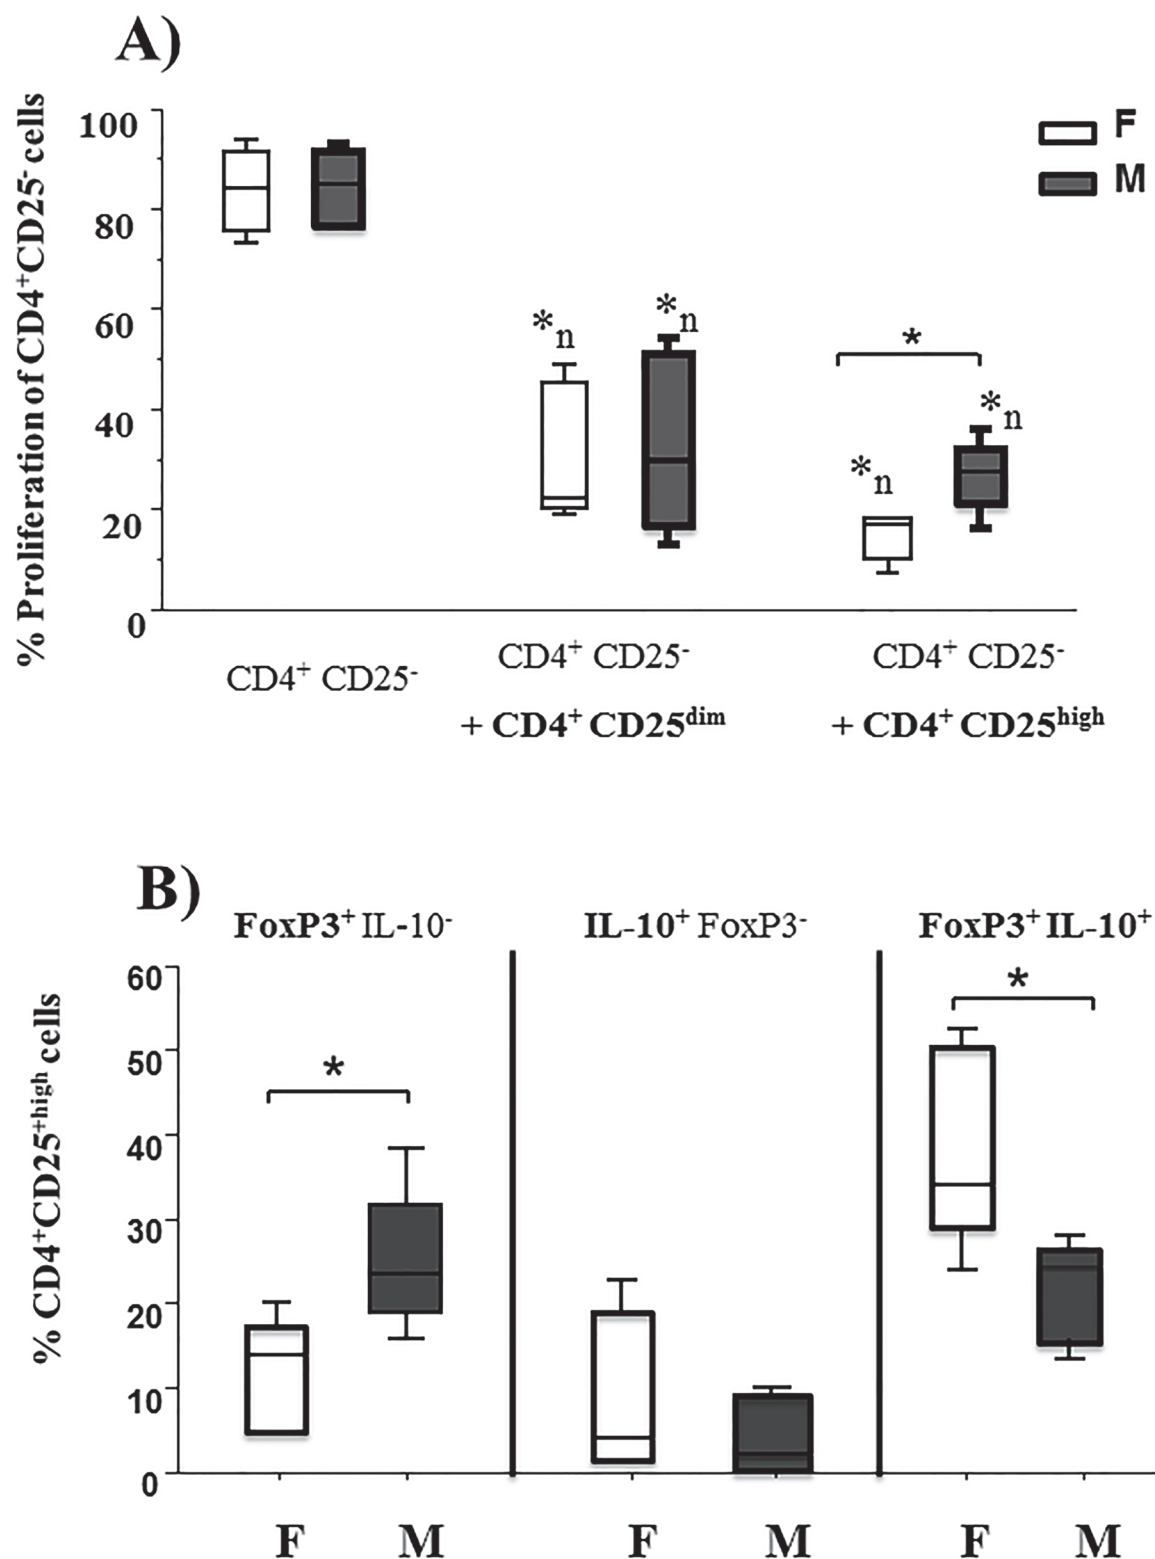 A)
% Proliferation of CD4⁺CD25⁻ cells
100
80
60
40
20
0
F
M
*n
*n
*
*n
*n
CD4⁺ CD25⁻
CD4⁺ CD25⁻
+ CD4⁺ CD25ᵈⁱᵐ
CD4⁺ CD25⁻
+ CD4⁺ CD25ʰⁱᵍʰ
B)
FoxP3⁺ IL-10⁻
IL-10⁺ FoxP3⁻
FoxP3⁺ IL-10⁺
% CD4⁺CD25⁺ʰⁱᵍʰ cells
60
50
40
30
20
10
0
*
*
F
M
F
M
F
M